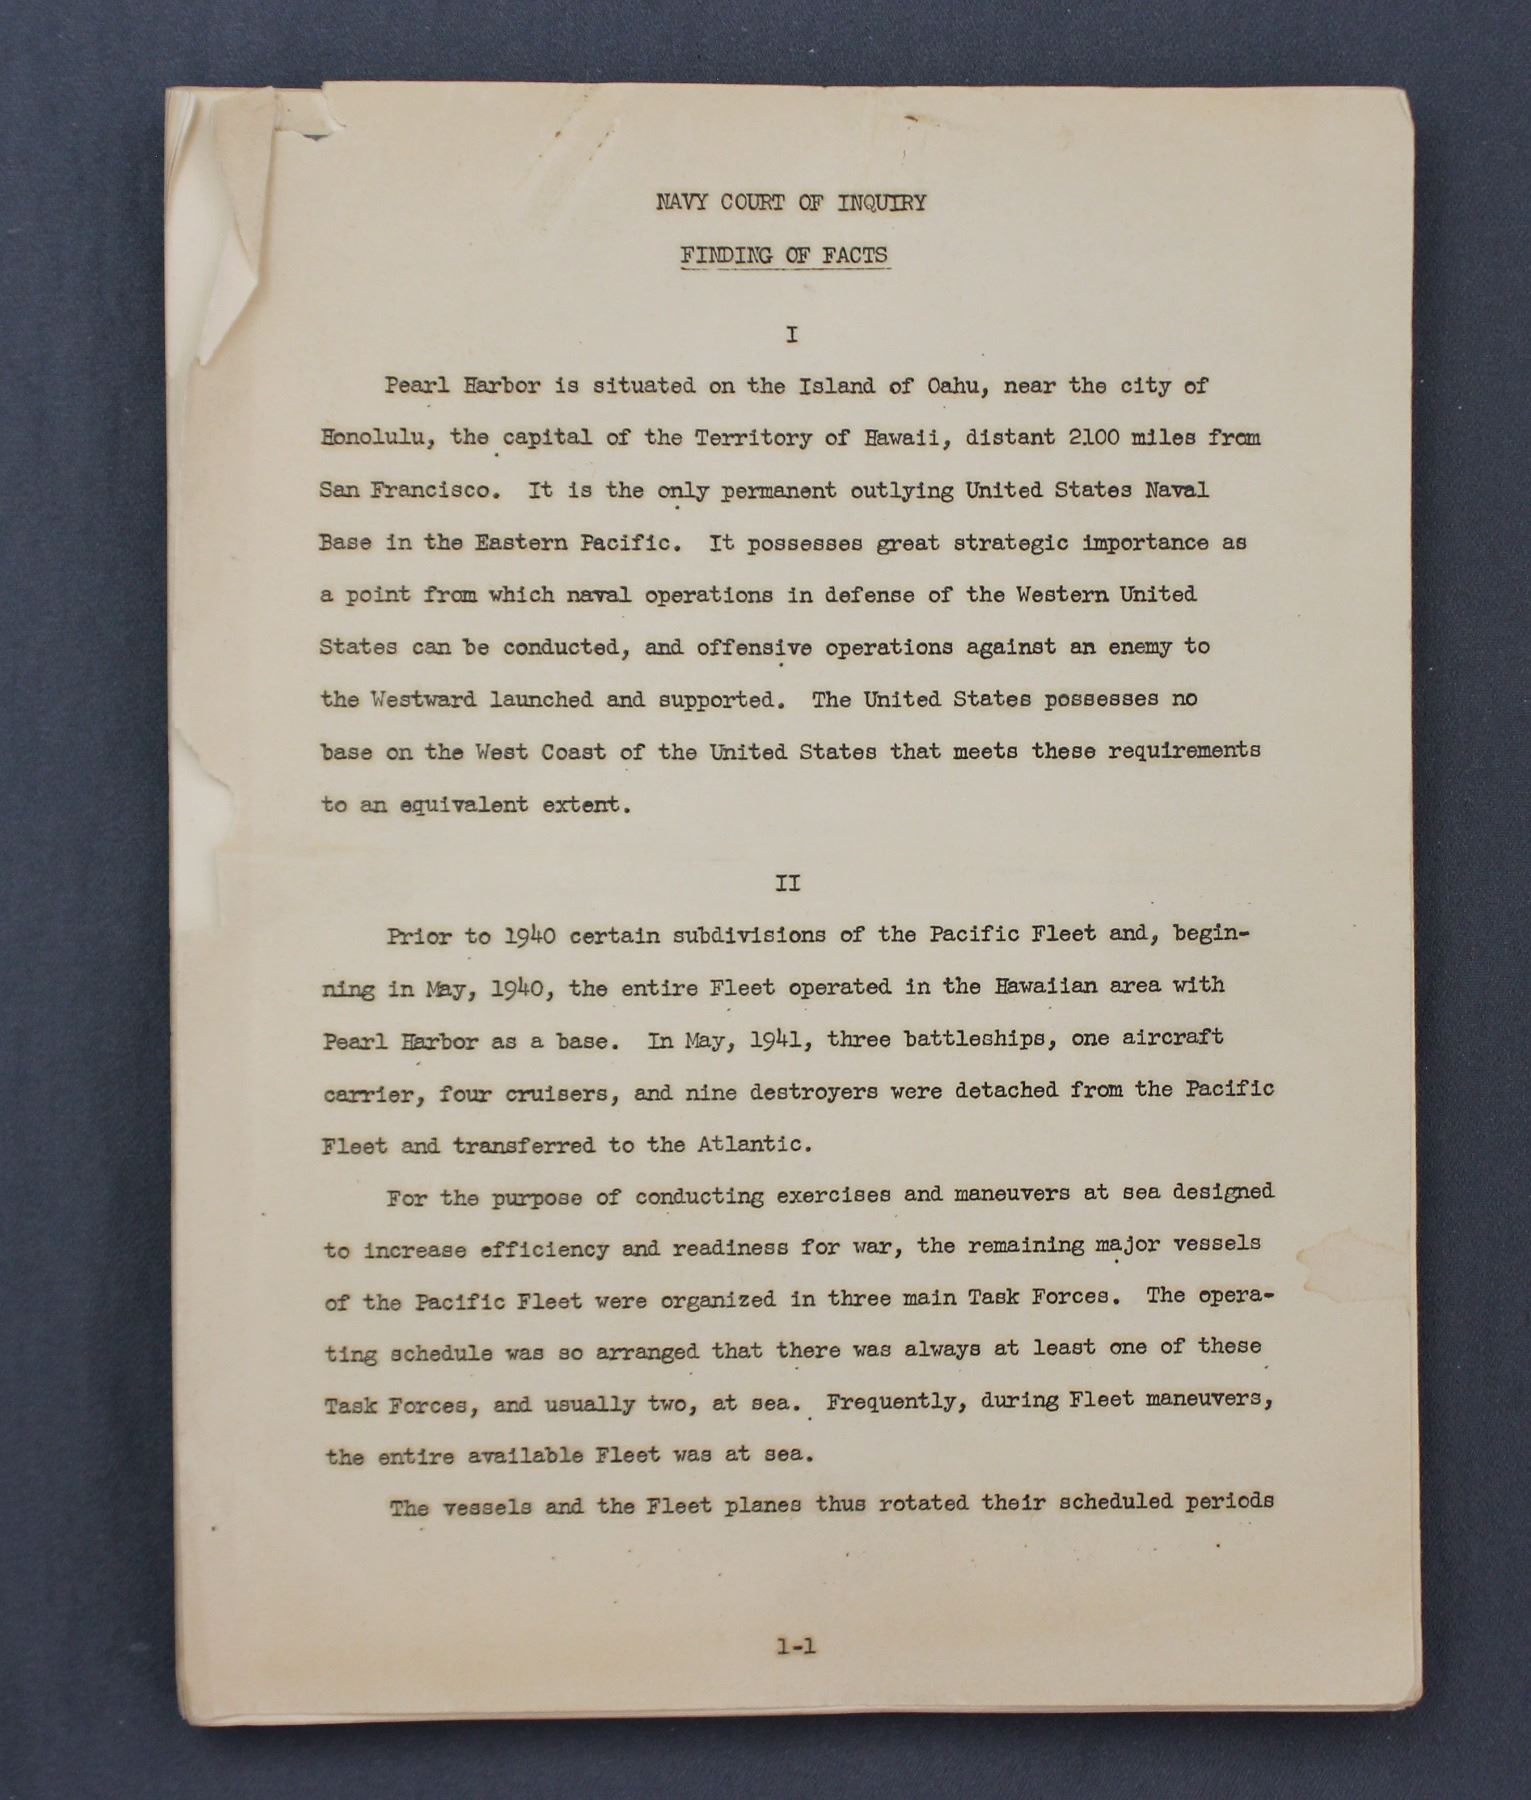 NAVY COURT OF INQUIRY
FINDING OF FACTS
I
Pearl Harbor is situated on the Island of Oahu, near the city of
Honolulu, the capital of the Territory of Hawaii, distant 2100 miles from
San Francisco. It is the only permanent outlying United States Naval
Base in the Eastern Pacific. It possesses great strategic importance as
a point from which naval operations in defense of the Western United
States can be conducted, and offensive operations against an enemy to
the Westward launched and supported. The United States possesses no
base on the West Coast of the United States that meets these requirements
to an equivalent extent.
II
Prior to 1940 certain subdivisions of the Pacific Fleet and, begin-
ning in May, 1940, the entire Fleet operated in the Hawaiian area with
Pearl Harbor as a base. In May, 1941, three battleships, one aircraft
carrier, four cruisers, and nine destroyers were detached from the Pacific
Fleet and transferred to the Atlantic.
For the purpose of conducting exercises and maneuvers at sea designed
to increase efficiency and readiness for war, the remaining major vessels
of the Pacific Fleet were organized in three main Task Forces. The opera-
ting schedule was so arranged that there was always at least one of these
Task Forces, and usually two, at sea. Frequently, during Fleet maneuvers,
the entire available Fleet was at sea.
The vessels and the Fleet planes thus rotated their scheduled periods
1-1